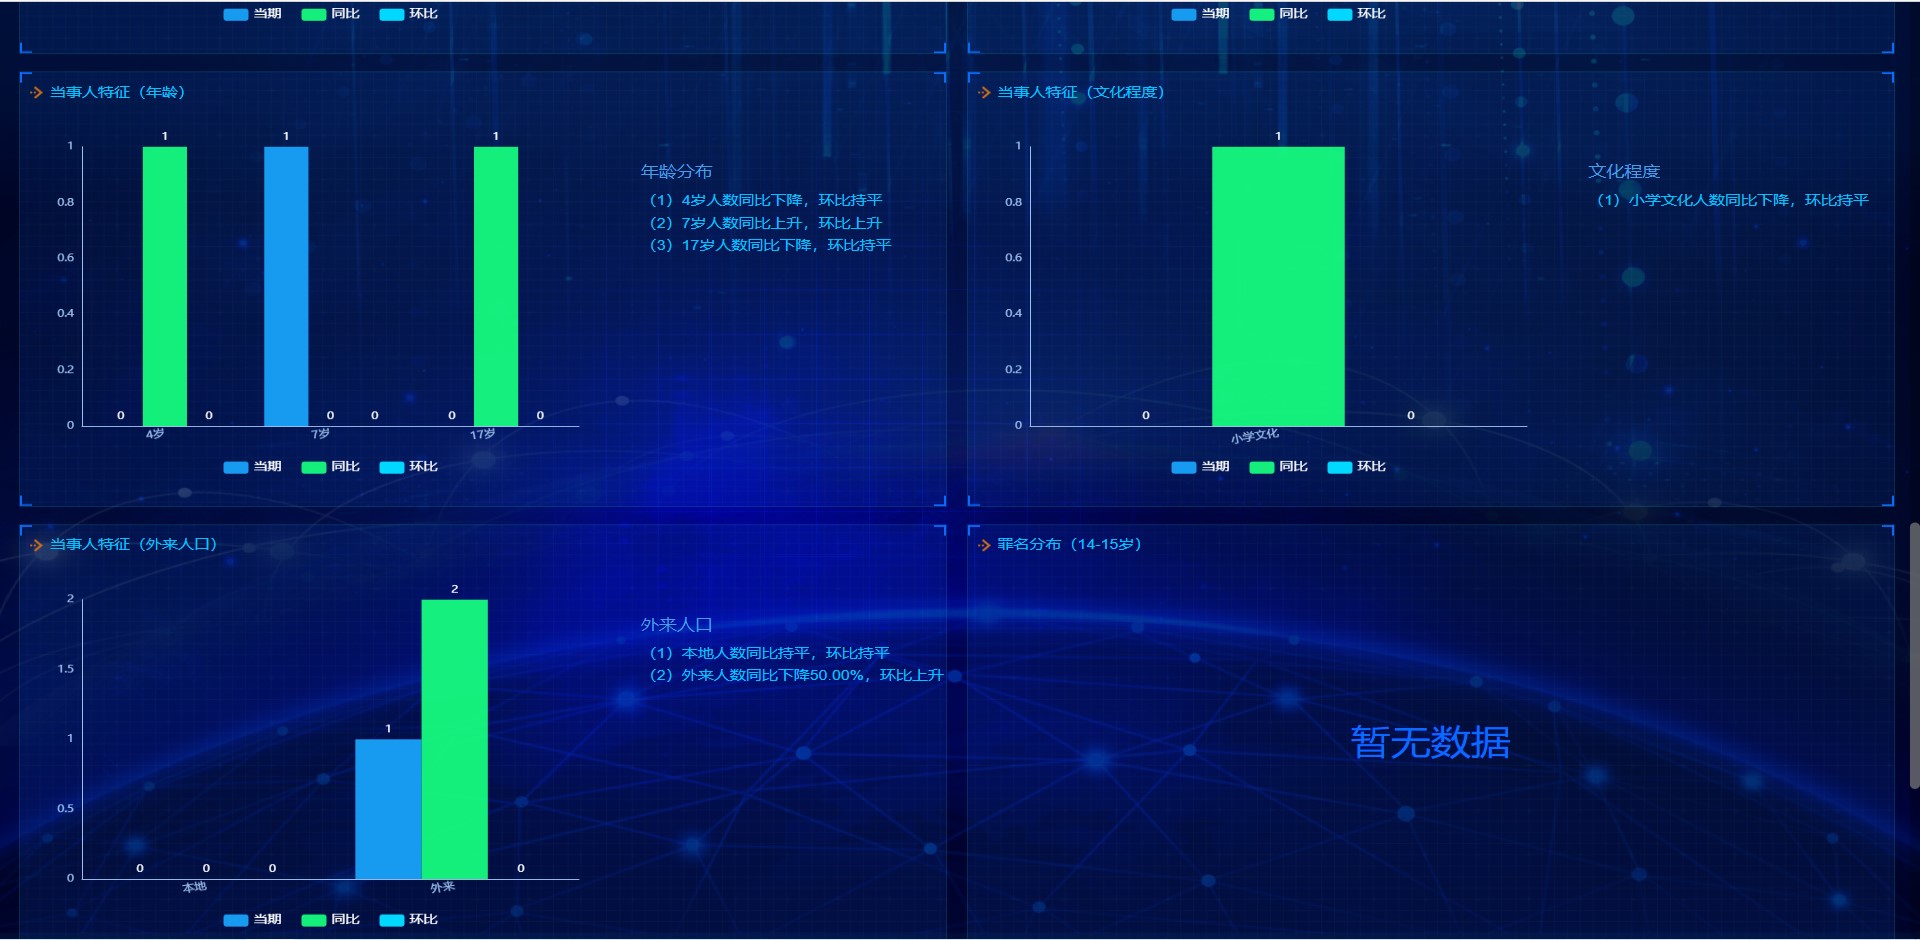 当期 同比 环比
当期 同比 环比
当事人特征（年龄）
1 1 1
1
0.8
0.6
0.4
0.2
0
0 0 0 0 0 0
4岁 7岁 17岁
当期 同比 环比
年龄分布
（1）4岁人数同比下降，环比持平
（2）7岁人数同比上升，环比上升
（3）17岁人数同比下降，环比持平
当事人特征（文化程度）
1
1
0.8
0.6
0.4
0.2
0
0 0
小学文化
当期 同比 环比
文化程度
（1）小学文化人数同比下降，环比持平
当事人特征（外来人口）
2
2
1.5
1
1
0.5
0
0 0 0 0
本地 外来
当期 同比 环比
外来人口
（1）本地人数同比持平，环比持平
（2）外来人数同比下降50.00%，环比上升
罪名分布（14-15岁）
暂无数据